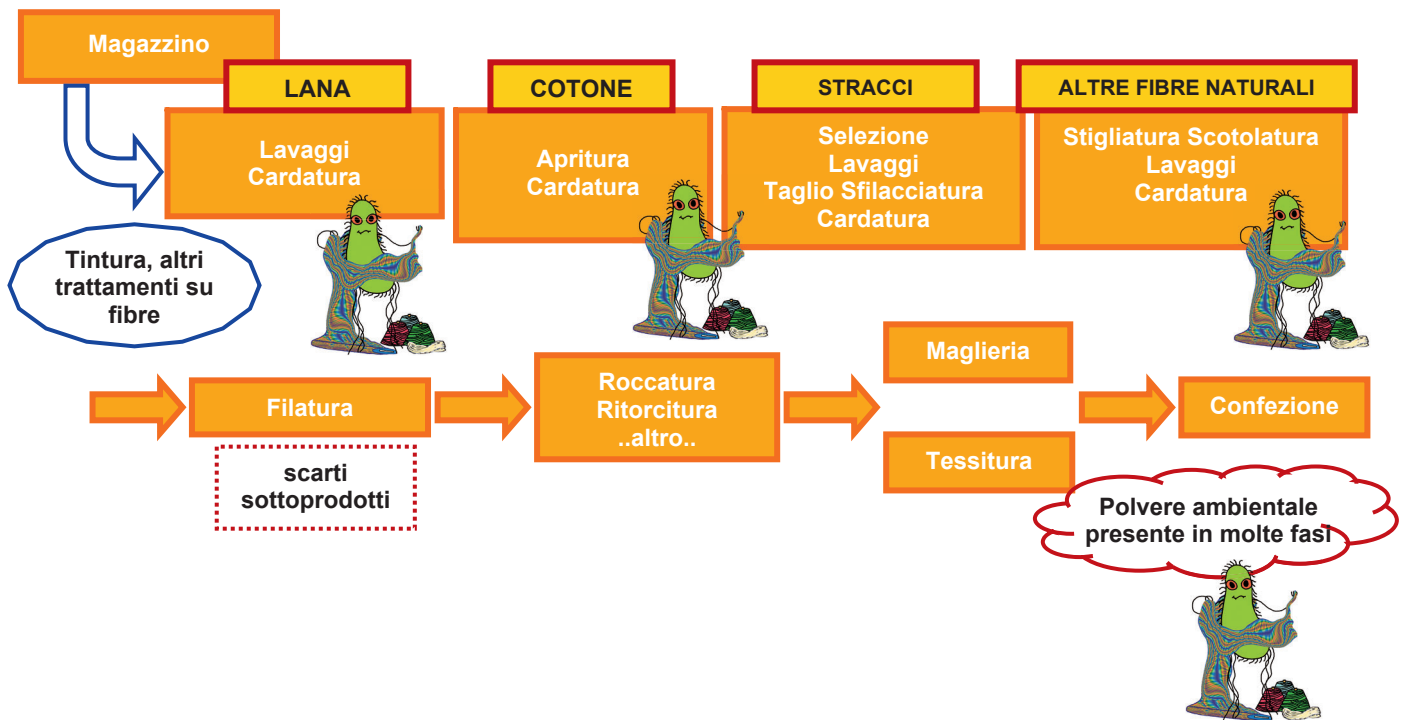 Magazzino
LANA
Lavaggi
Cardatura
COTONE
Apritura
Cardatura
STRACCI
Selezione
Lavaggi
Taglio Sfilacciatura
Cardatura
ALTRE FIBRE NATURALI
Stigliatura Scotolatura
Lavaggi
Cardatura
Tintura, altri
trattamenti su
fibre
Filatura
scarti
sottoprodotti
Roccatura
Ritorcitura
..altro..
Maglieria
Tessitura
Confezione
Polvere ambientale
presente in molte fasi